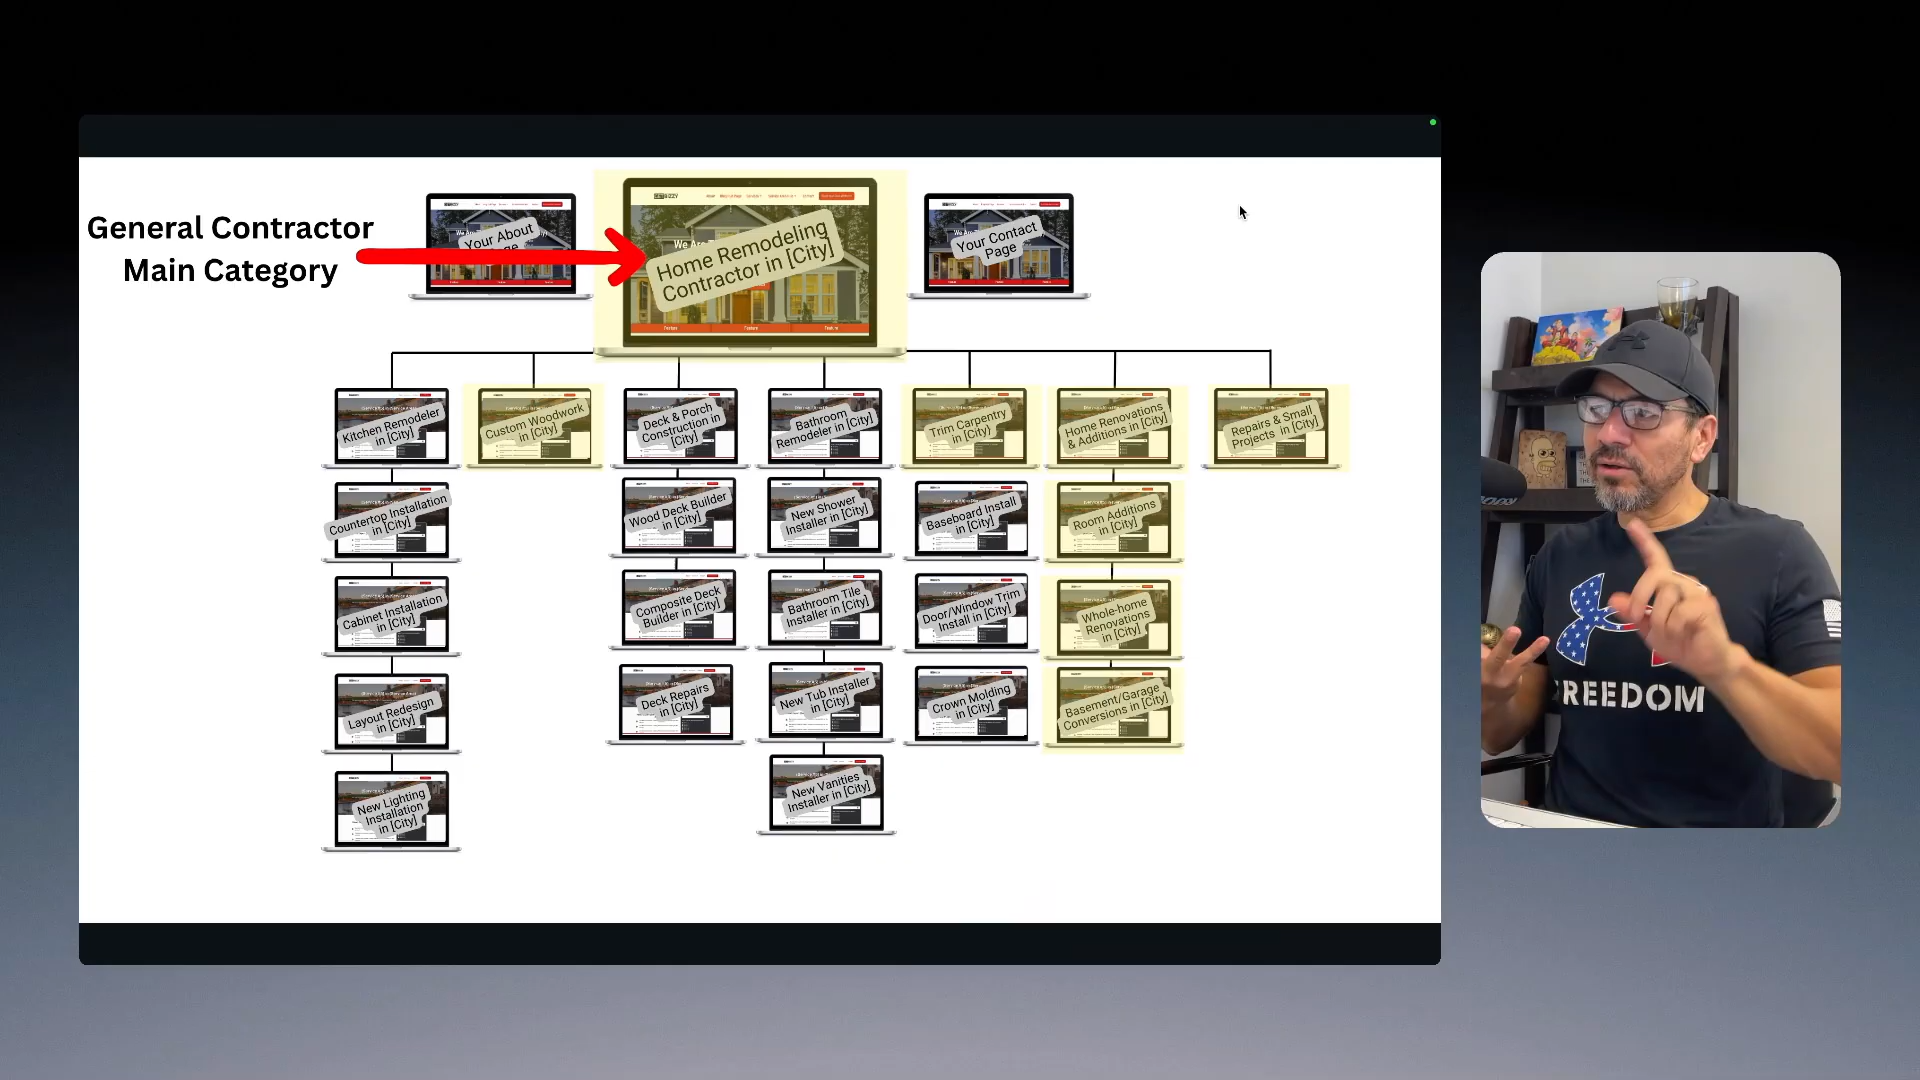 General Contractor
Main Category
Your About
Page
Home Remodeling
Contractor in [City]
Your Contact
Page
Kitchen Remodeler
in [City]
Custom Woodwork
in [City]
Deck & Porch
Construction in
[City]
Bathroom
Remodeler in [City]
Trim Carpentry
in [City]
Home Renovations
& Additions in [City]
Repairs & Small
Projects in [City]
Countertop Installation
in [City]
Wood Deck Builder
in [City]
New Shower
Installer in [City]
Baseboard Install
in [City]
Room Additions
in [City]
Cabinet Installation
in [City]
Composite Deck
Builder in [City]
Bathroom Tile
Installer in [City]
Door/Window Trim
Install in [City]
Whole-home
Renovations
in [City]
Layout Redesign
in [City]
Deck Repairs
in [City]
New Tub Installer
in [City]
Crown Molding
in [City]
Basement/Garage
Conversions in [City]
New Lighting
Installation
in [City]
New Vanities
Installer in [City]
FREEDOM